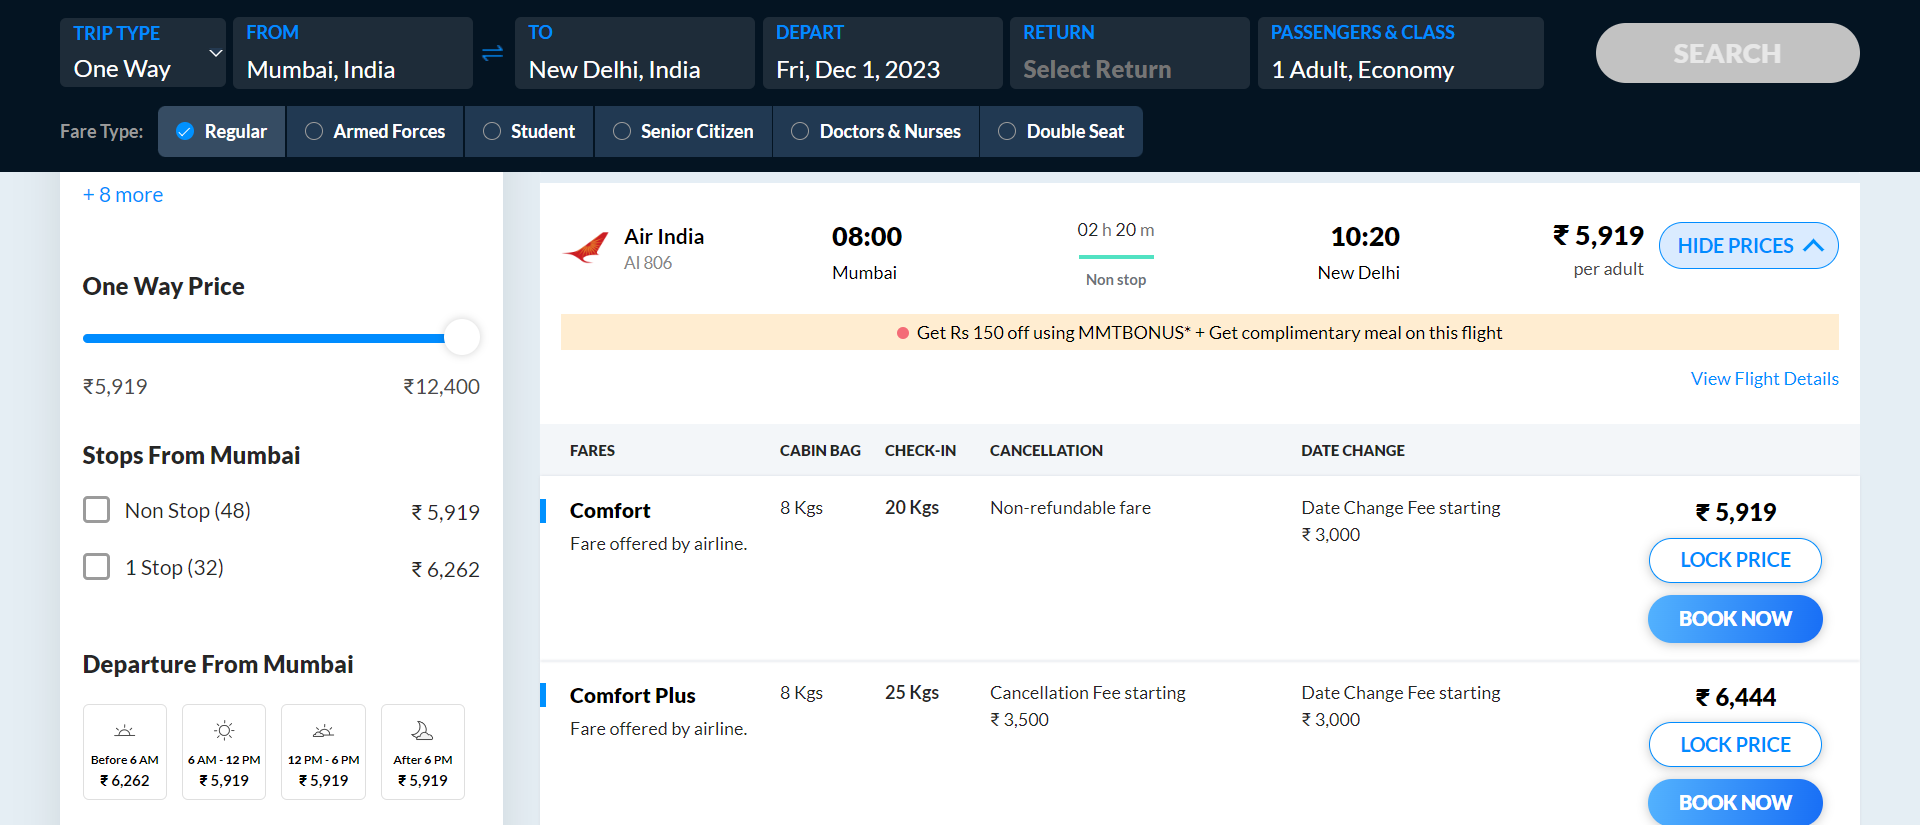 TRIP TYPE
One Way
FROM
Mumbai, India
TO
New Delhi, India
DEPART
Fri, Dec 1, 2023
RETURN
Select Return
PASSENGERS & CLASS
1 Adult, Economy
SEARCH
Fare Type:
Regular
Armed Forces
Student
Senior Citizen
Doctors & Nurses
Double Seat
+ 8 more
One Way Price
₹5,919
₹12,400
Stops From Mumbai
Non Stop (48)
₹ 5,919
1 Stop (32)
₹ 6,262
Departure From Mumbai
Before 6 AM
₹ 6,262
6 AM - 12 PM
₹ 5,919
12 PM - 6 PM
₹ 5,919
After 6 PM
₹ 5,919
Air India
AI 806
08:00
Mumbai
02 h 20 m
Non stop
10:20
New Delhi
₹ 5,919
per adult
HIDE PRICES
Get Rs 150 off using MMTBONUS* + Get complimentary meal on this flight
View Flight Details
FARES
CABIN BAG
CHECK-IN
CANCELLATION
DATE CHANGE
Comfort
Fare offered by airline.
8 Kgs
20 Kgs
Non-refundable fare
Date Change Fee starting
₹ 3,000
₹ 5,919
LOCK PRICE
BOOK NOW
Comfort Plus
Fare offered by airline.
8 Kgs
25 Kgs
Cancellation Fee starting
₹ 3,500
Date Change Fee starting
₹ 3,000
₹ 6,444
LOCK PRICE
BOOK NOW